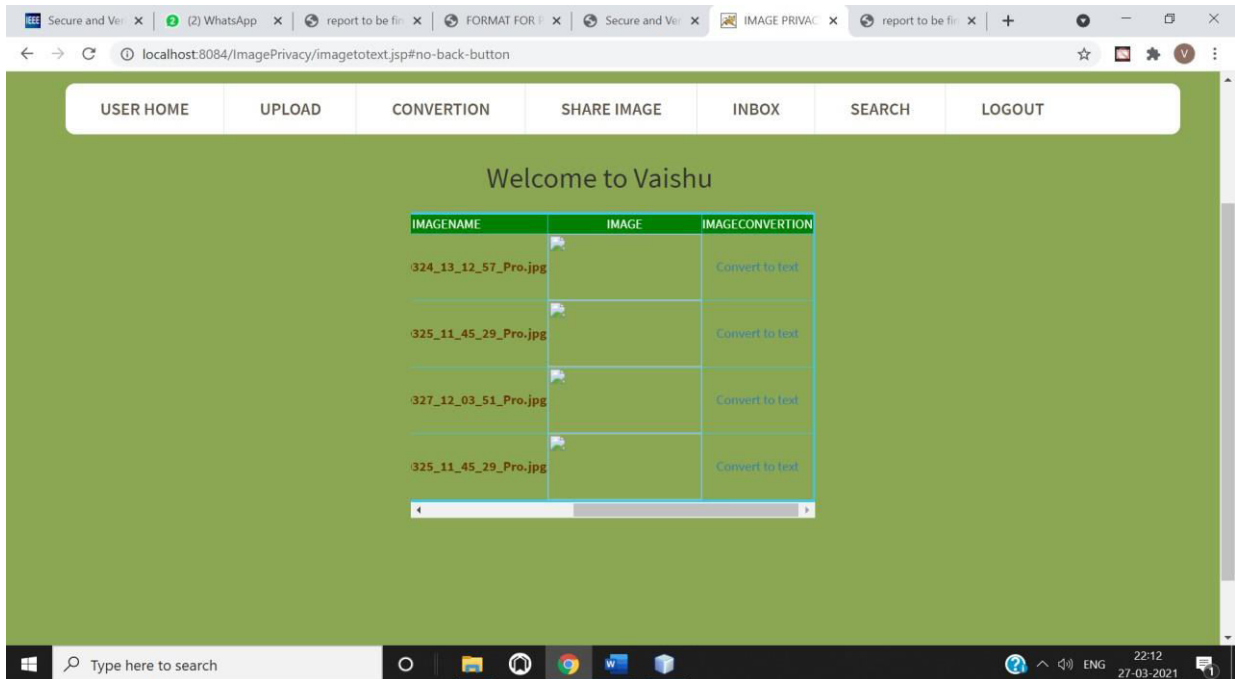 IEEE Secure and Ver
(2) WhatsApp
report to be fin
FORMAT FOR
Secure and Ver
IMAGE PRIVAC
report to be fin
localhost:8084/ImagePrivacy/imagetotext.jsp#no-back-button
V
USER HOME UPLOAD CONVERTION SHARE IMAGE INBOX SEARCH LOGOUT
Welcome to Vaishu
IMAGENAME IMAGE IMAGECONVERTION
324_13_12_57_Pro.jpg Convert to text
325_11_45_29_Pro.jpg Convert to text
327_12_03_51_Pro.jpg Convert to text
325_11_45_29_Pro.jpg Convert to text
Type here to search
ENG
22:12
27-03-2021